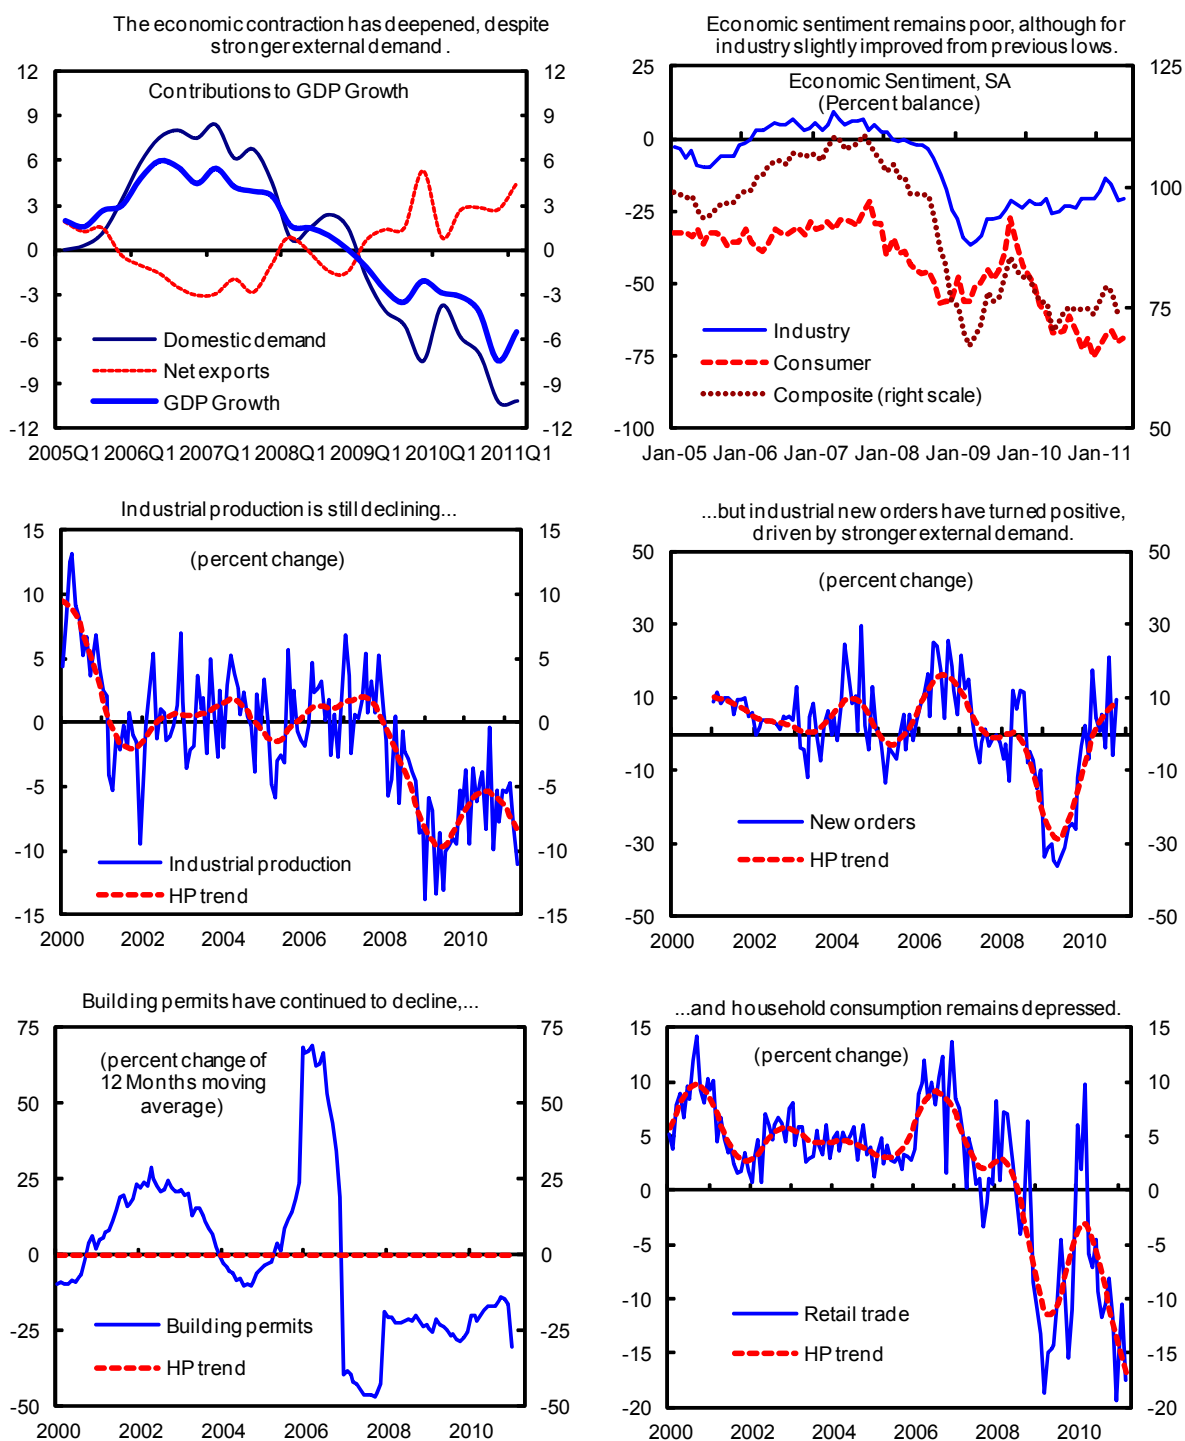 The economic contraction has deepened, despite
stronger external demand .
12
9
6
3
0
-3
-6
-9
-12
Contributions to GDP Growth
Domestic demand
Net exports
GDP Growth
12
9
6
3
0
-3
-6
-9
-12
2005Q1 2006Q1 2007Q1 2008Q1 2009Q1 2010Q1 2011Q1
Economic sentiment remains poor, although for
industry slightly improved from previous lows.
25
0
-25
-50
-75
-100
Economic Sentiment, SA
(Percent balance)
Industry
Consumer
Composite (right scale)
125
100
75
50
Jan-05 Jan-06 Jan-07 Jan-08 Jan-09 Jan-10 Jan-11
Industrial production is still declining...
15
10
5
0
-5
-10
-15
(percent change)
Industrial production
HP trend
15
10
5
0
-5
-10
-15
2000 2002 2004 2006 2008 2010
...but industrial new orders have turned positive,
driven by stronger external demand.
50
30
10
-10
-30
-50
(percent change)
New orders
HP trend
50
30
10
-10
-30
-50
2000 2002 2004 2006 2008 2010
Building permits have continued to decline,...
75
50
25
0
-25
-50
(percent change of
12 Months moving
average)
Building permits
HP trend
75
50
25
0
-25
-50
2000 2002 2004 2006 2008 2010
...and household consumption remains depressed.
15
10
5
0
-5
-10
-15
-20
(percent change)
Retail trade
HP trend
15
10
5
0
-5
-10
-15
-20
2000 2002 2004 2006 2008 2010